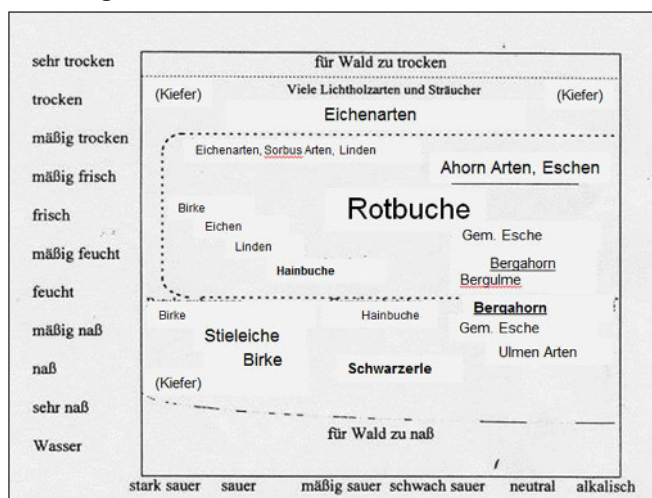 sehr trocken
für Wald zu trocken
trocken
(Kiefer)
Viele Lichtholzarten und Sträucher
(Kiefer)
Eichenarten
mäßig trocken
Eichenarten, Sorbus Arten, Linden
Ahorn Arten, Eschen
mäßig frisch
Rotbuche
frisch
Birke
Eichen
Gem. Esche
Linden
mäßig feucht
Hainbuche
Bergahorn
Bergulme
feucht
Bergahorn
Birke
Hainbuche
Gem. Esche
mäßig naß
Stieleiche
Birke
Ulmen Arten
naß
Schwarzerle
(Kiefer)
sehr naß
für Wald zu naß
Wasser
stark sauer sauer mäßig sauer schwach sauer neutral alkalisch